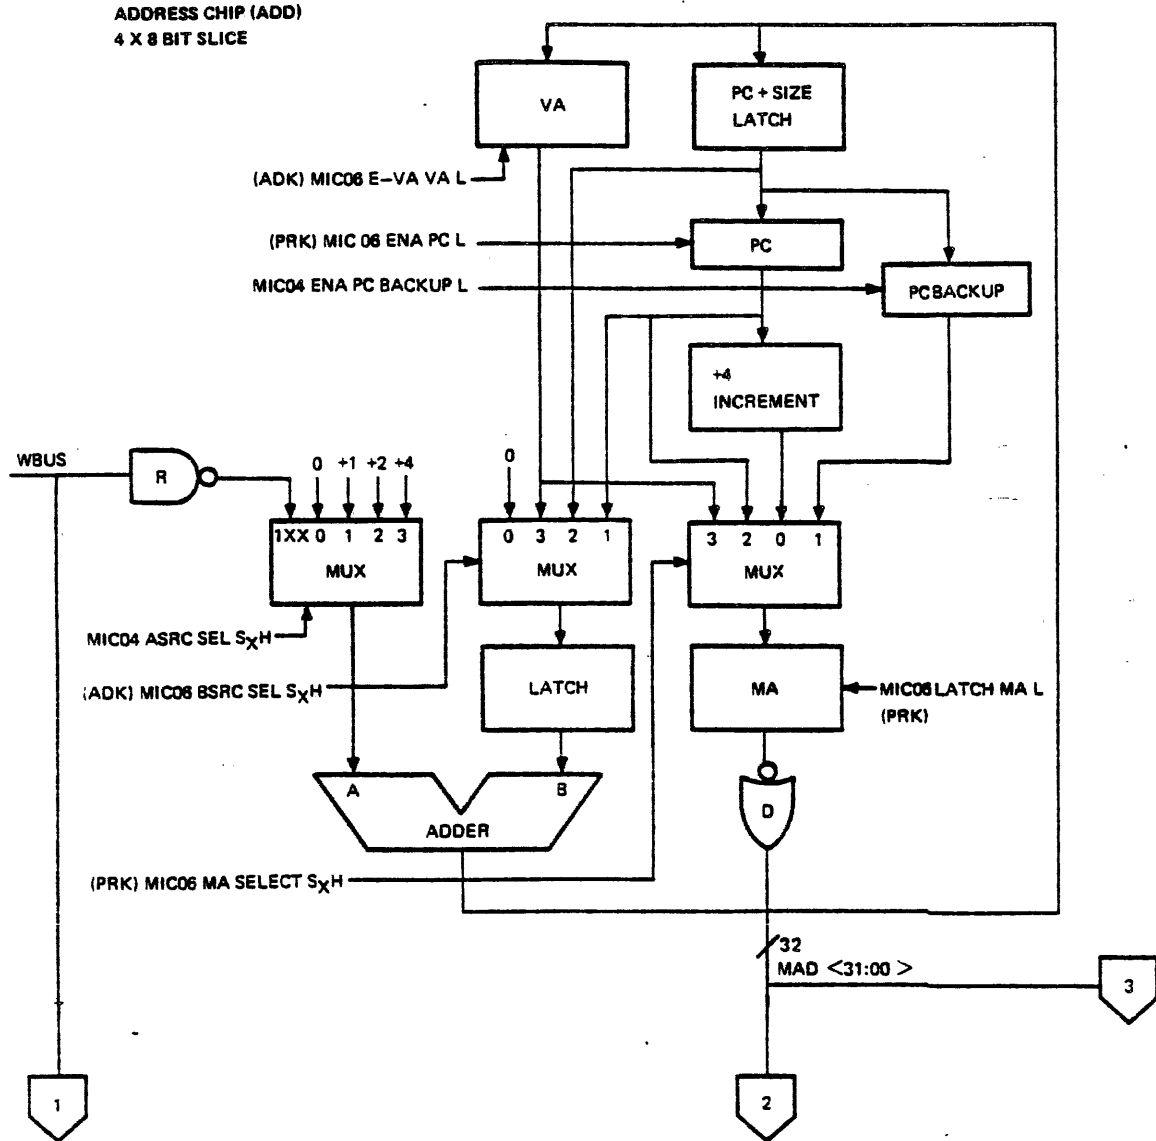 ADDRESS CHIP (ADD)
4 X 8 BIT SLICE
VA
PC + SIZE
LATCH
(ADK) MIC06 E-VA VA L
(PRK) MIC 06 ENA PC L
PC
MIC04 ENA PC BACKUP L
PC BACKUP
+4
INCREMENT
WBUS
R
0 +1 +2 +4
0
1XX 0 1 2 3
MUX
0 3 2 1
MUX
3 2 0 1
MUX
MIC04 ASRC SEL SXH
(ADK) MIC06 BSRC SEL SXH
LATCH
MA
MIC06 LATCH MA L
(PRK)
A
B
ADDER
D
(PRK) MIC06 MA SELECT SXH
32
MAD <31:00 >
3
1
2